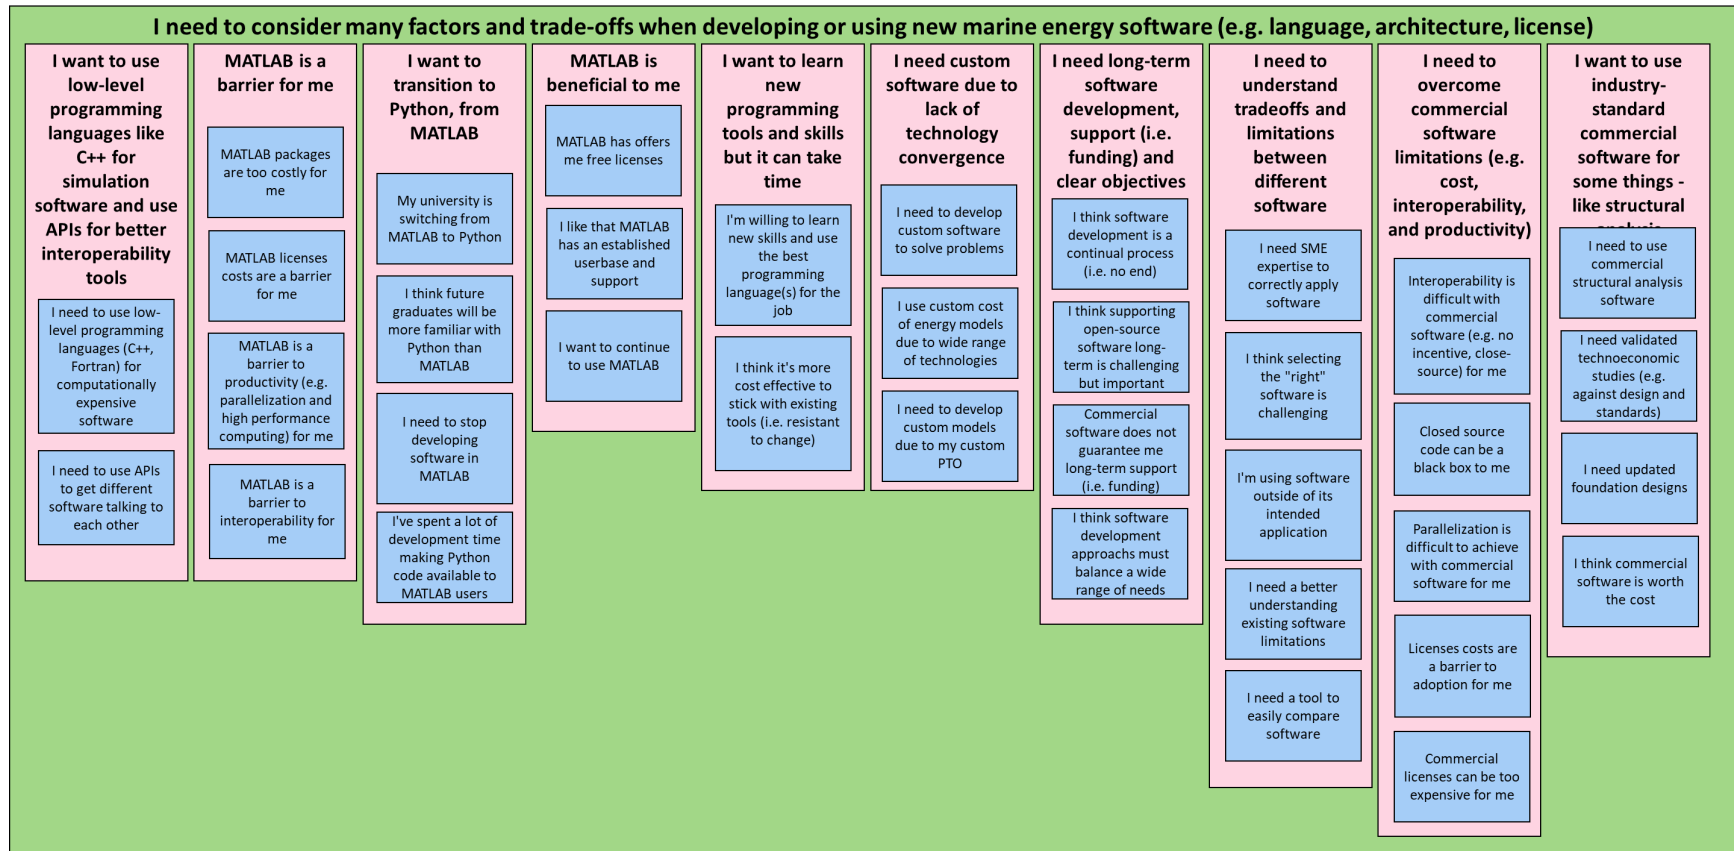 I need to consider many factors and trade-offs when developing or using new marine energy software (e.g. language, architecture, license)
I want to use
low-level
programming
languages like
C++ for
simulation
software and use
APIs for better
interoperability
tools
I need to use low-
level programming
languages (C++,
Fortran) for
computationally
expensive
software
I need to use APIs
to get different
software talking to
each other
MATLAB is a
barrier for me
MATLAB packages
are too costly for
me
MATLAB licenses
costs are a barrier
for me
MATLAB is a
barrier to
productivity (e.g.
parallelization and
high performance
computing) for me
MATLAB is a
barrier to
interoperability for
me
I want to
transition to
Python, from
MATLAB
My university is
switching from
MATLAB to Python
I think future
graduates will be
more familiar with
Python than
MATLAB
I need to stop
developing
software in
MATLAB
I've spent a lot of
development time
making Python
code available to
MATLAB users
MATLAB is
beneficial to me
MATLAB has offers
me free licenses
I like that MATLAB
has an established
userbase and
support
I want to continue
to use MATLAB
I want to learn
new
programming
tools and skills
but it can take
time
I'm willing to learn
new skills and use
the best
programming
language(s) for the
job
I think it's more
cost effective to
stick with existing
tools (i.e. resistant
to change)
I need custom
software due to
lack of
technology
convergence
I need to develop
custom software
to solve problems
I use custom cost
of energy models
due to wide range
of technologies
I need to develop
custom models
due to my custom
PTO
I need long-term
software
development,
support (i.e.
funding) and
clear objectives
I think software
development is a
continual process
(i.e. no end)
I think supporting
open-source
software long-
term is challenging
but important
Commercial
software does not
guarantee me
long-term support
(i.e. funding)
I think software
development
approachs must
balance a wide
range of needs
I need to
understand
tradeoffs and
limitations
between
different
software
I need SME
expertise to
correctly apply
software
I think selecting
the "right"
software is
challenging
I'm using software
outside of its
intended
application
I need a better
understanding
existing software
limitations
I need a tool to
easily compare
software
I need to
overcome
commercial
software
limitations (e.g.
cost,
interoperability,
and productivity)
Interoperability is
difficult with
commercial
software (e.g. no
incentive, close-
source) for me
Closed source
code can be a
black box to me
Parallelization is
difficult to achieve
with commercial
software for me
Licenses costs are
a barrier to
adoption for me
Commercial
licenses can be too
expensive for me
I want to use
industry-
standard
commercial
software for
some things -
like structural
analysis
I need to use
commercial
structural analysis
software
I need validated
technoeconomic
studies (e.g.
against design and
standards)
I need updated
foundation designs
I think commercial
software is worth
the cost